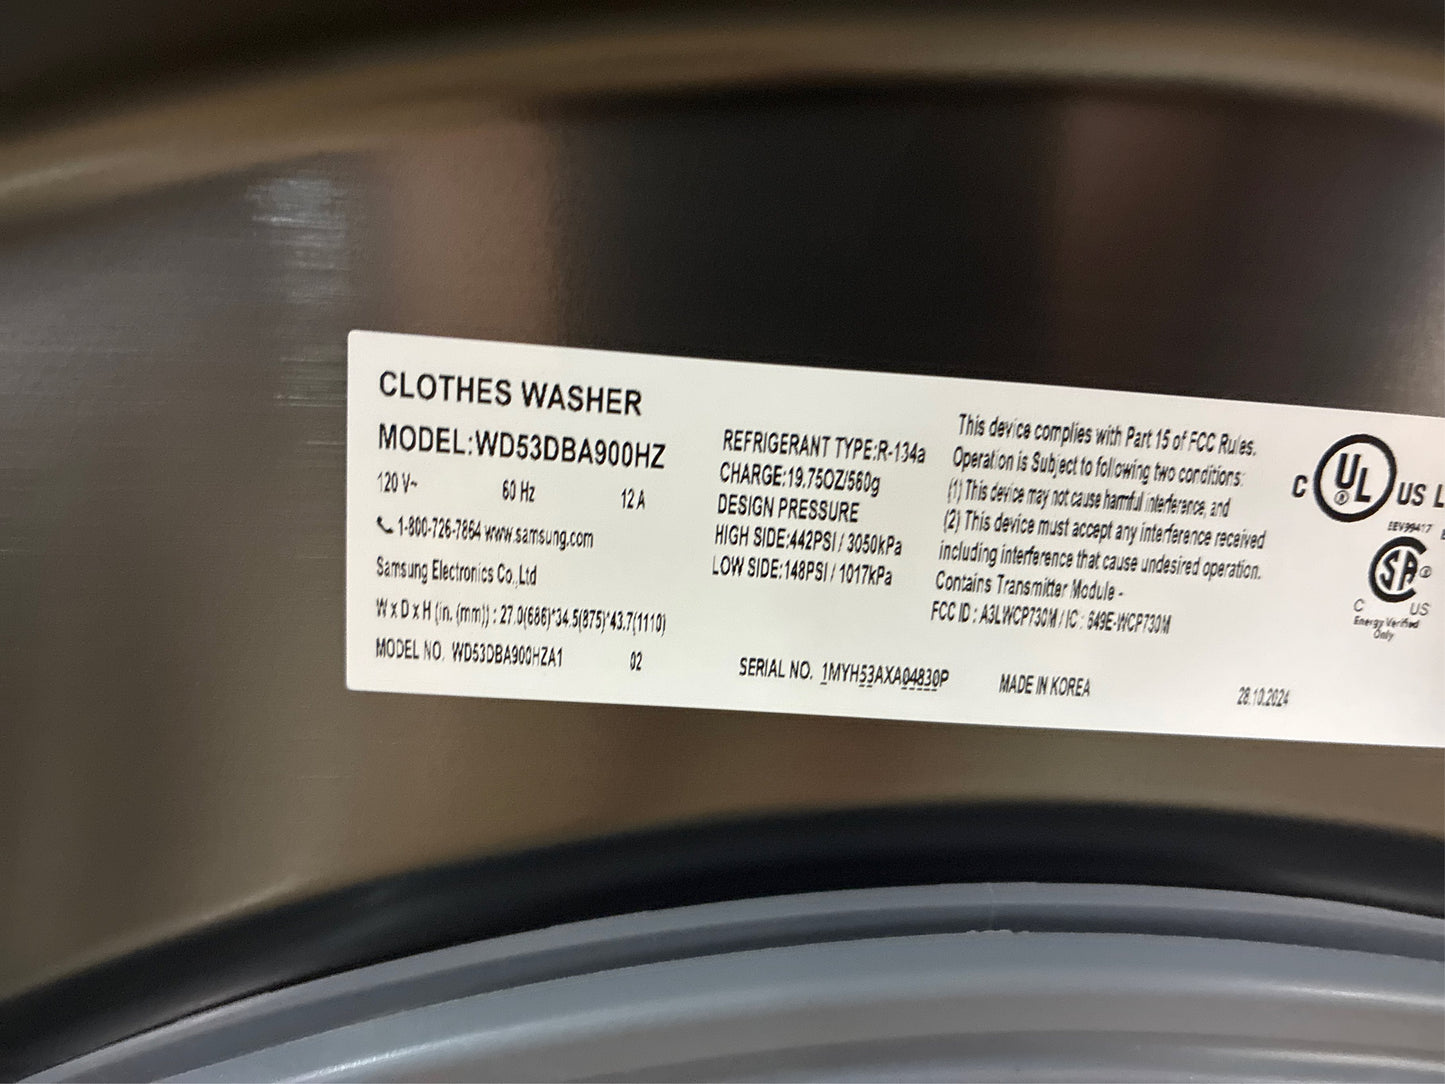 CLOTHES WASHER
MODEL:WD53DBA900HZ
120 V~ 60 Hz 12 A
1-800-726-7864 www.samsung.com
Samsung Electronics Co.,Ltd
W x D x H (in. (mm)) : 27.0(686)*34.5(875)*43.7(1110)
MODEL NO. WD53DBA900HZA1 02
REFRIGERANT TYPE:R-134a
CHARGE:19.75OZ/560g
DESIGN PRESSURE
HIGH SIDE:442PSI / 3050kPa
LOW SIDE:148PSI / 1017kPa
SERIAL NO. 1MYH53AXA04830P
This device complies with Part 15 of FCC Rules.
Operation is Subject to following two conditions:
(1) This device may not cause harmful interference, and
(2) This device must accept any interference received
including interference that cause undesired operation.
Contains Transmitter Module -
FCC ID : A3LWCP730M / IC : 649E-WCP730M
MADE IN KOREA
28.10.2024
C UL ® US L
EEV99417
SA ®
C US
Energy Verified
Only